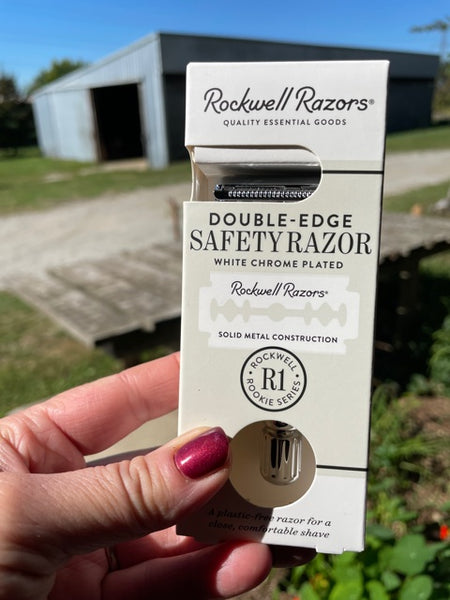 Rockwell Razors®
QUALITY ESSENTIAL GOODS
DOUBLE-EDGE
SAFETY RAZOR
WHITE CHROME PLATED
Rockwell Razors®
SOLID METAL CONSTRUCTION
ROCKWELL
R1
ROOKIE SERIES
A plastic-free razor for a
close, comfortable shave